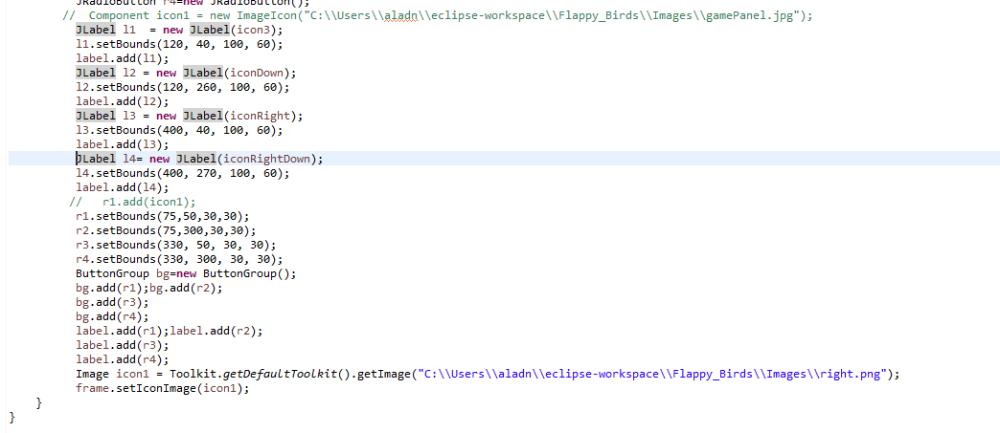 JRadioButton r4=new JRadioButton();
//  Component icon1 = new ImageIcon("C:\\Users\\aladn\\eclipse-workspace\\Flappy_Birds\\Images\\gamePanel.jpg");
JLabel l1  = new JLabel(icon3);
l1.setBounds(120, 40, 100, 60);
label.add(l1);
JLabel l2 = new JLabel(iconDown);
l2.setBounds(120, 260, 100, 60);
label.add(l2);
JLabel l3 = new JLabel(iconRight);
l3.setBounds(400, 40, 100, 60);
label.add(l3);
JLabel l4= new JLabel(iconRightDown);
l4.setBounds(400, 270, 100, 60);
label.add(l4);
//   r1.add(icon1);
r1.setBounds(75,50,30,30);
r2.setBounds(75,300,30,30);
r3.setBounds(330, 50, 30, 30);
r4.setBounds(330, 300, 30, 30);
ButtonGroup bg=new ButtonGroup();
bg.add(r1);bg.add(r2);
bg.add(r3);
bg.add(r4);
label.add(r1);label.add(r2);
label.add(r3);
label.add(r4);
Image icon1 = Toolkit.getDefaultToolkit().getImage("C:\\Users\\aladn\\eclipse-workspace\\Flappy_Birds\\Images\\right.png");
frame.setIconImage(icon1);
}
}